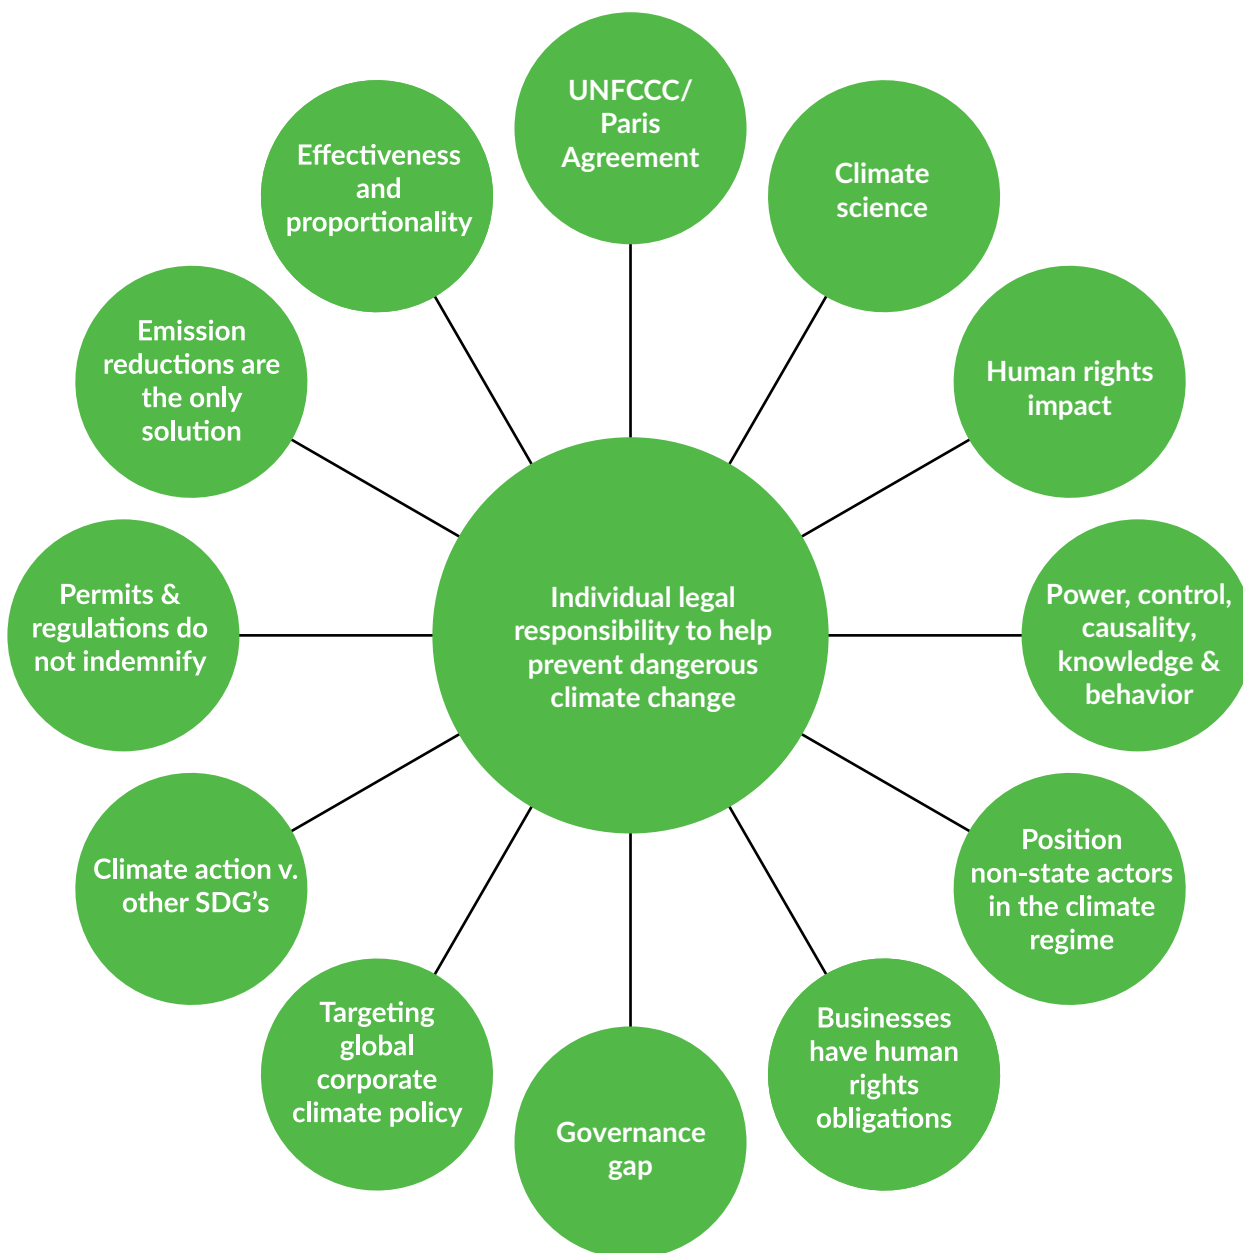 UNFCCC/
Paris
Agreement
Climate
science
Human rights
impact
Power, control,
causality,
knowledge &
behavior
Position
non-state actors
in the climate
regime
Businesses
have human
rights
obligations
Governance
gap
Targeting
global
corporate
climate policy
Climate action v.
other SDG’s
Permits &
regulations do
not indemnify
Emission
reductions are
the only
solution
Effectiveness
and
proportionality
Individual legal
responsibility to help
prevent dangerous
climate change